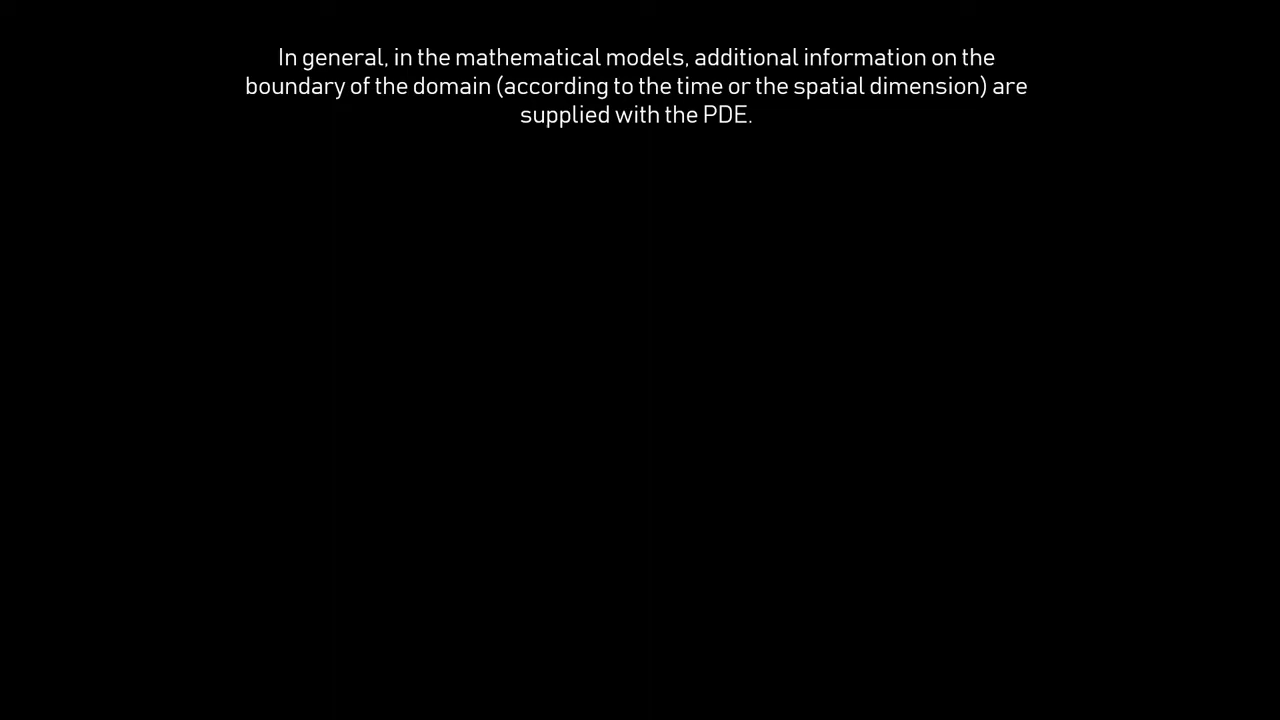 In general, in the mathematical models, additional information on the
boundary of the domain (according to the time or the spatial dimension) are
supplied with the PDE.